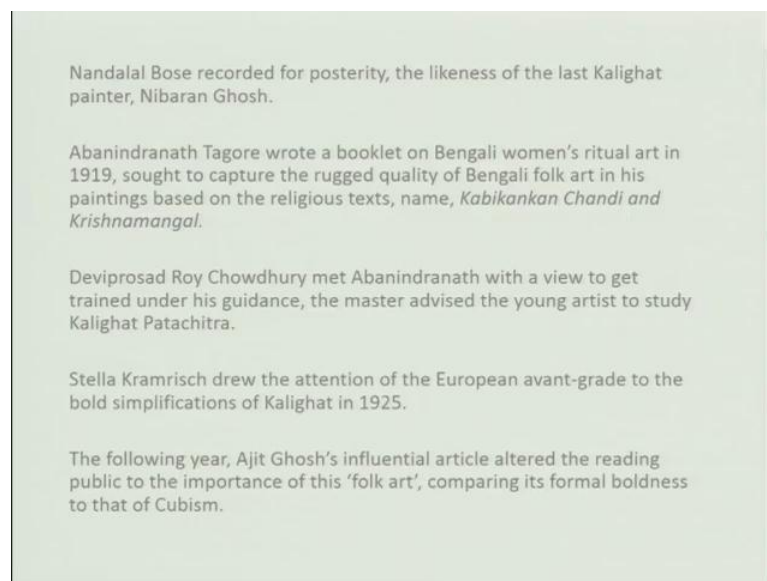 Nandalal Bose recorded for posterity, the likeness of the last Kalighat
painter, Nibaran Ghosh.
Abanindranath Tagore wrote a booklet on Bengali women's ritual art in
1919, sought to capture the rugged quality of Bengali folk art in his
paintings based on the religious texts, name, Kabikankan Chandi and
Krishnamangal.
Deviprosad Roy Chowdhury met Abanindranath with a view to get
trained under his guidance, the master advised the young artist to study
Kalighat Patachitra.
Stella Kramrisch drew the attention of the European avant-grade to the
bold simplifications of Kalighat in 1925.
The following year, Ajit Ghosh's influential article altered the reading
public to the importance of this ‘folk art’, comparing its formal boldness
to that of Cubism.